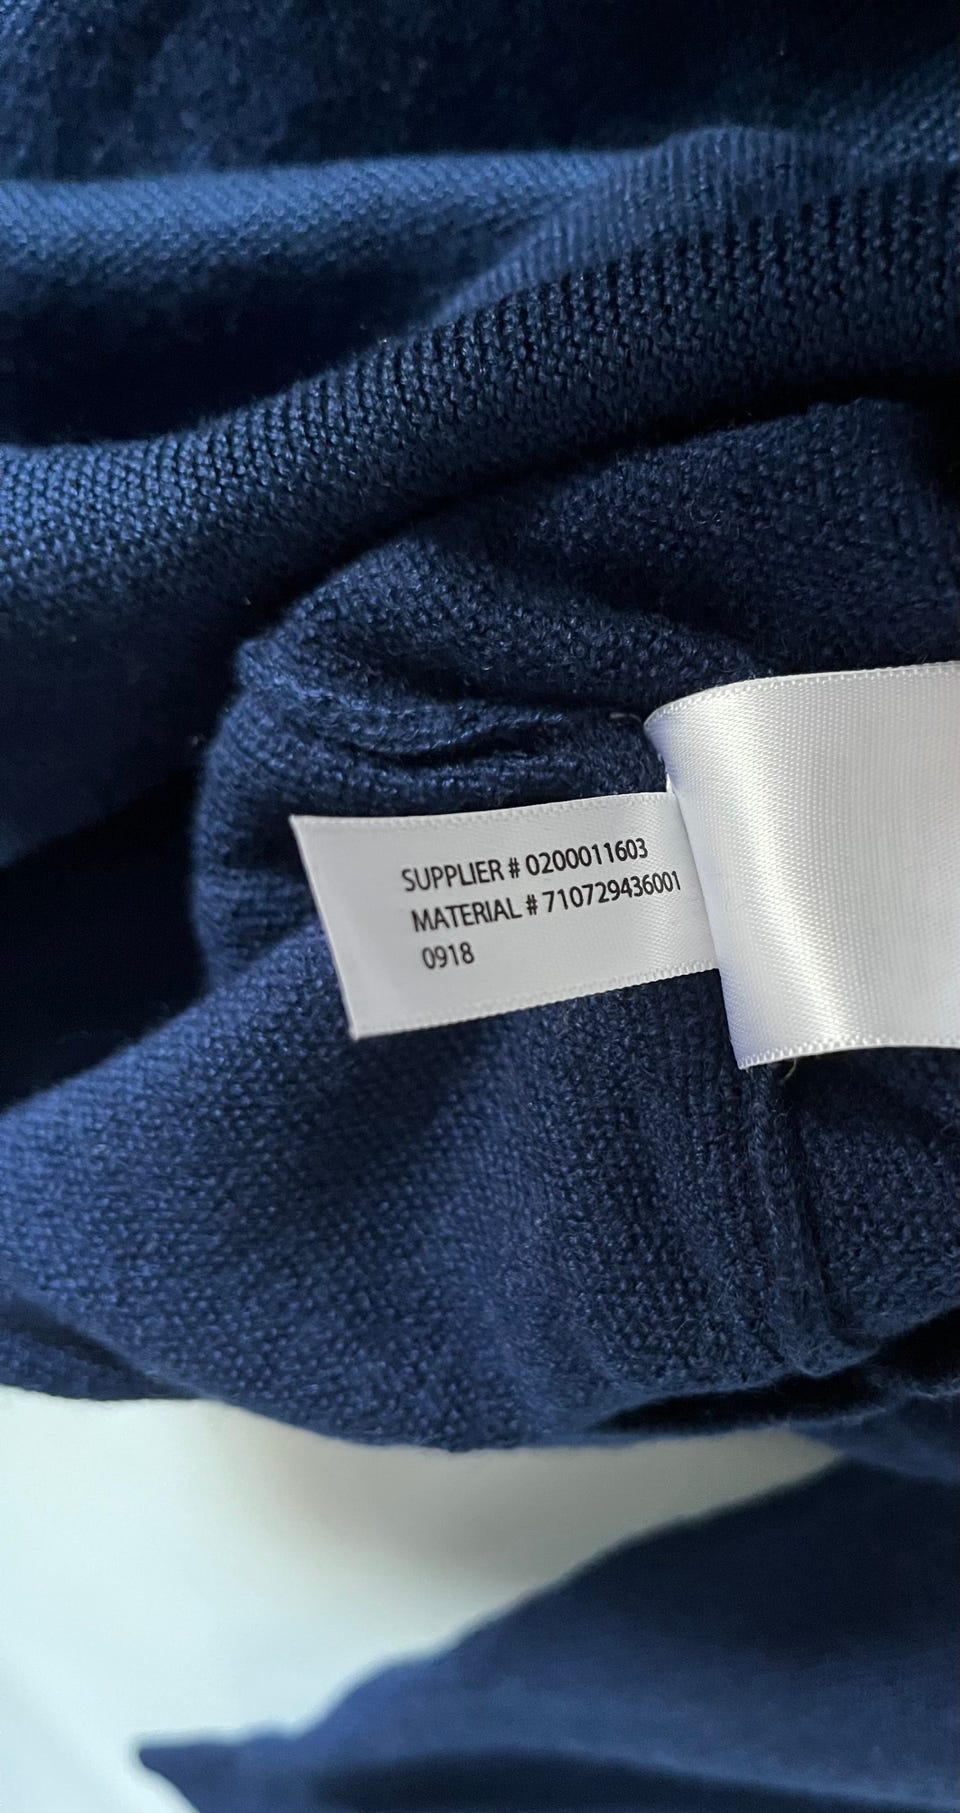 SUPPLIER # 0200011603
MATERIAL # 710729436001
0918